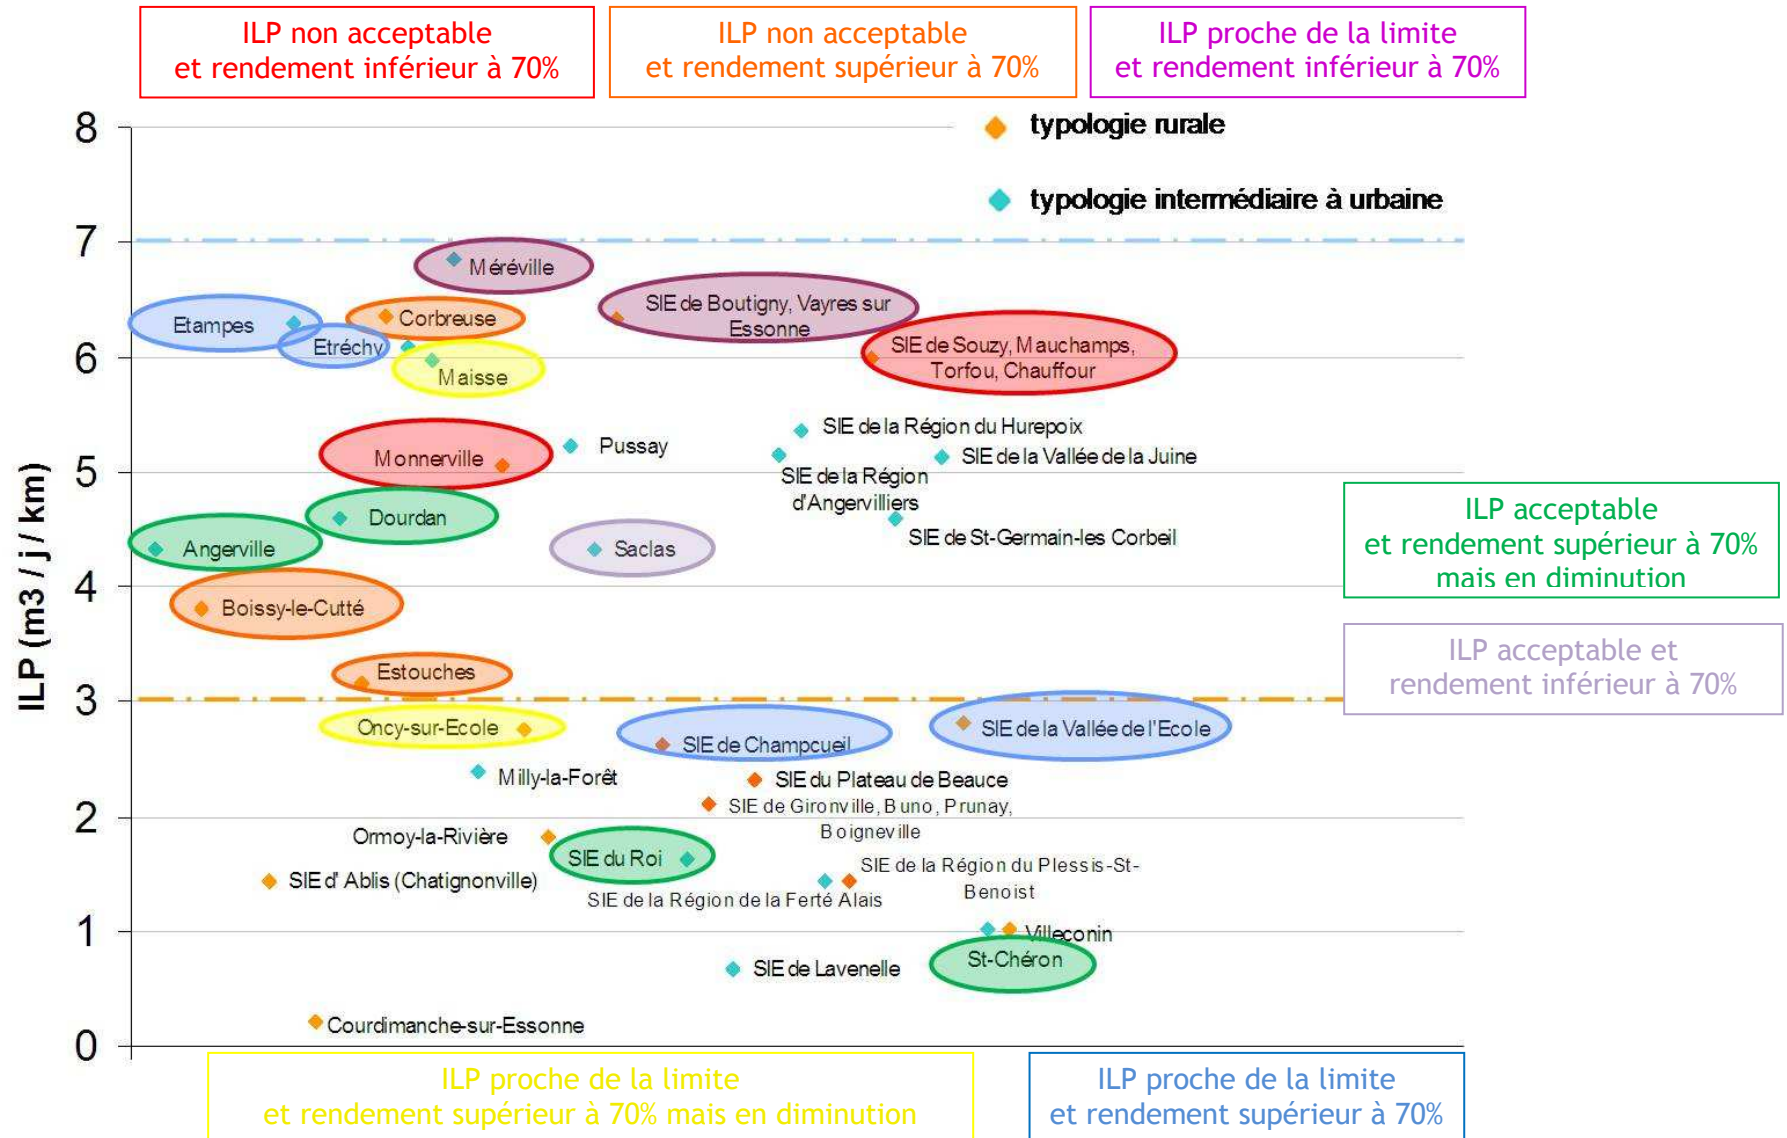 ILP non acceptable
et rendement inférieur à 70%
ILP non acceptable
et rendement supérieur à 70%
ILP proche de la limite
et rendement inférieur à 70%
8
typologie rurale
typologie intermédiaire à urbaine
7
Méréville
SIE de Boutigny, Vayres sur
Essonne
Etampes
Corbreuse
Etréchy
6
SIE de Souzy, Mauchamps,
Torfou, Chauffour
Maisse
SIE de la Région du Hurepoix
Pussay
Monnerville
SIE de la Vallée de la Juine
5
SIE de la Région
d'Angervilliers
Dourdan
SIE de St-Germain-les Corbeil
Angerville
Saclas
ILP (m3 / j / km)
ILP acceptable
et rendement supérieur à 70%
mais en diminution
4
Boissy-le-Cutté
ILP acceptable et
rendement inférieur à 70%
Estouches
3
Oncy-sur-Ecole
SIE de Champcueil
SIE de la Vallée de l'Ecole
Milly-la-Forêt
SIE du Plateau de Beauce
SIE de Gironville, Buno, Prunay,
Boigneville
2
Ormoy-la-Rivière
SIE du Roi
SIE de la Région du Plessis-St-
Benoist
SIE d' Ablis (Chatignonville)
SIE de la Région de la Ferté Alais
1
Villeconin
St-Chéron
SIE de Lavenelle
Courdimanche-sur-Essonne
0
ILP proche de la limite
et rendement supérieur à 70% mais en diminution
ILP proche de la limite
et rendement supérieur à 70%